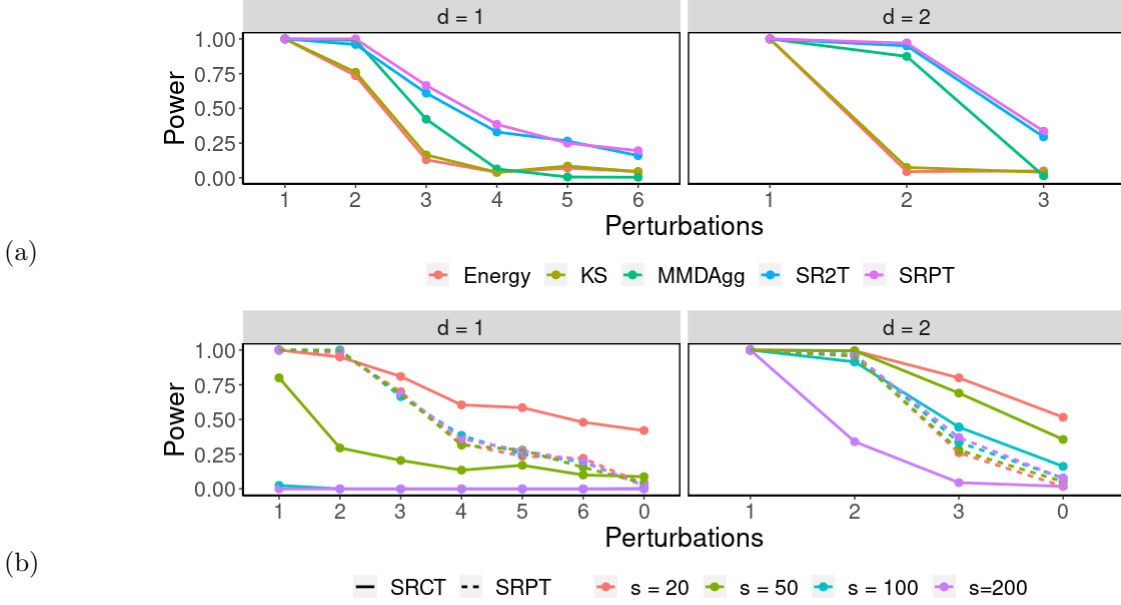 d = 1 d = 2
1.00
0.75
0.50
0.25
0.00
Power
1 2 3 4 5 6 1 2 3
Perturbations
(a)
Energy KS MMDAgg SR2T SRPT
d = 1 d = 2
1.00
0.75
0.50
0.25
0.00
Power
1 2 3 4 5 6 0 1 2 3 0
Perturbations
(b)
SRCT SRPT s = 20 s = 50 s = 100 s=200